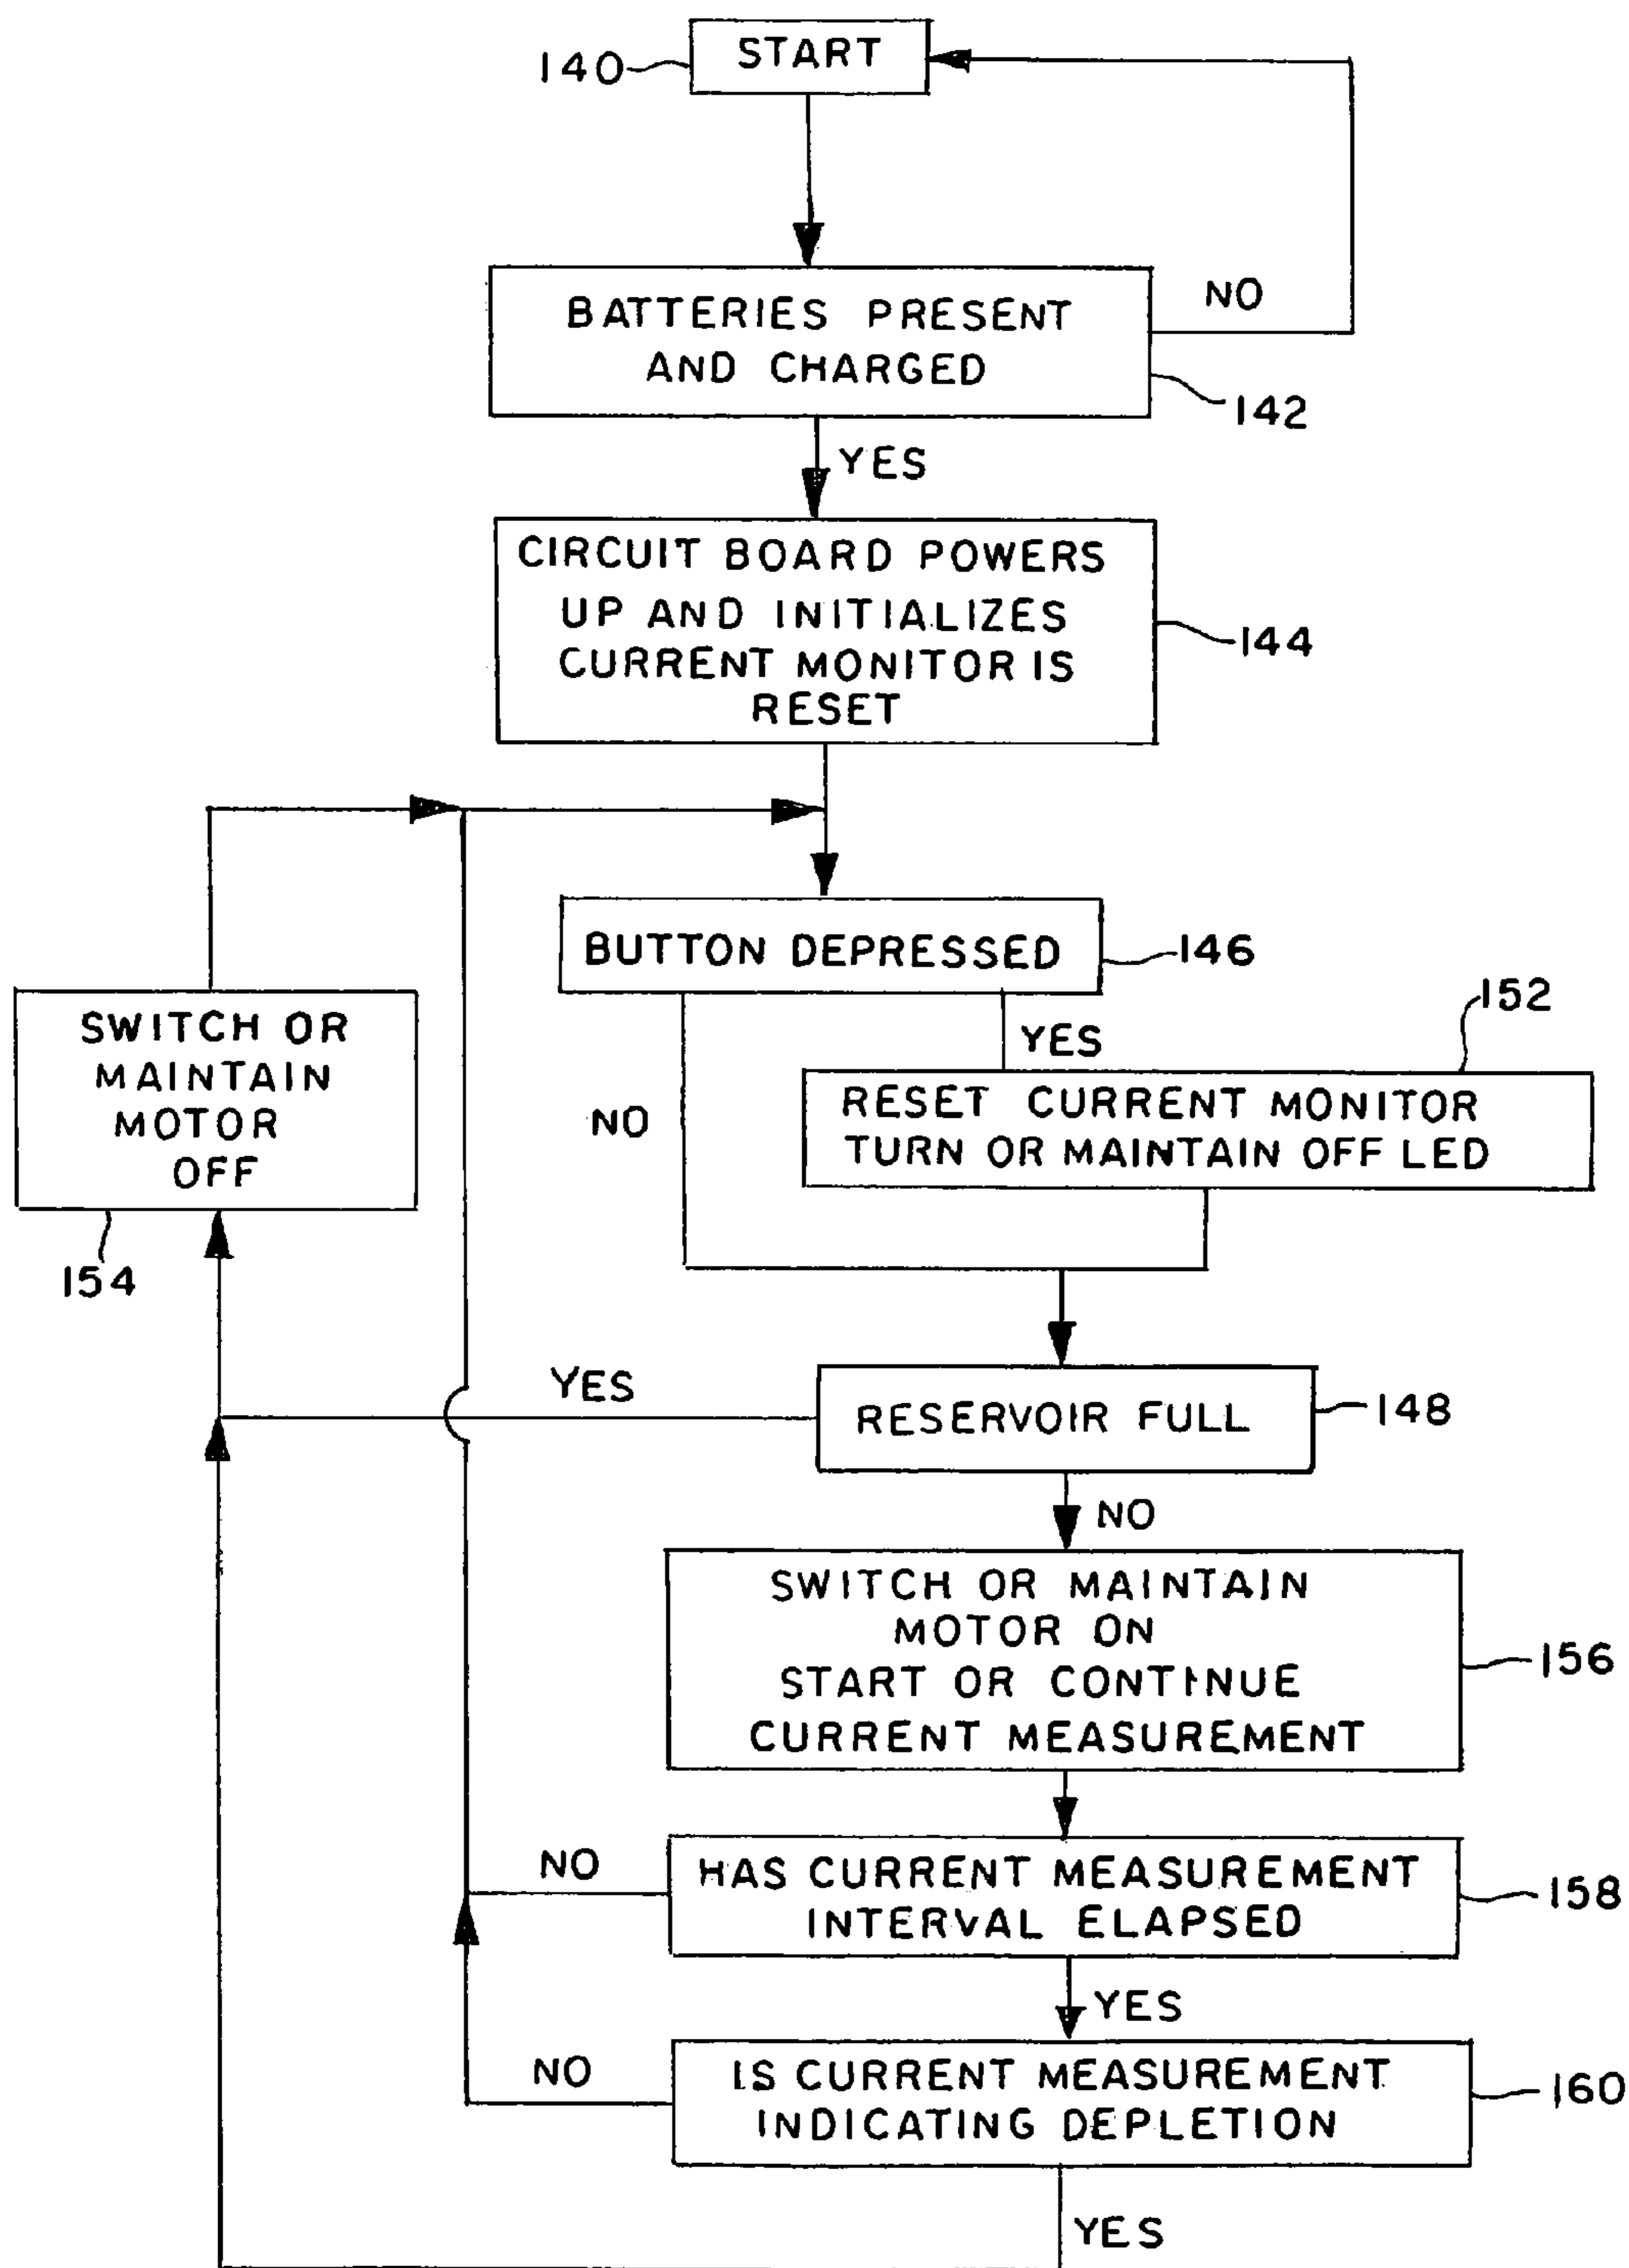 START
140
BATTERIES PRESENT
AND CHARGED
NO
142
YES
CIRCUIT BOARD POWERS
UP AND INITIALIZES
CURRENT MONITOR IS
RESET
144
BUTTON DEPRESSED
146
SWITCH OR
MAINTAIN
MOTOR
OFF
154
NO
YES
152
RESET CURRENT MONITOR
TURN OR MAINTAIN OFF LED
YES
RESERVOIR FULL
148
NO
SWITCH OR MAINTAIN
MOTOR ON
START OR CONTINUE
CURRENT MEASUREMENT
156
NO
HAS CURRENT MEASUREMENT
INTERVAL ELAPSED
158
YES
NO
IS CURRENT MEASUREMENT
INDICATING DEPLETION
160
YES